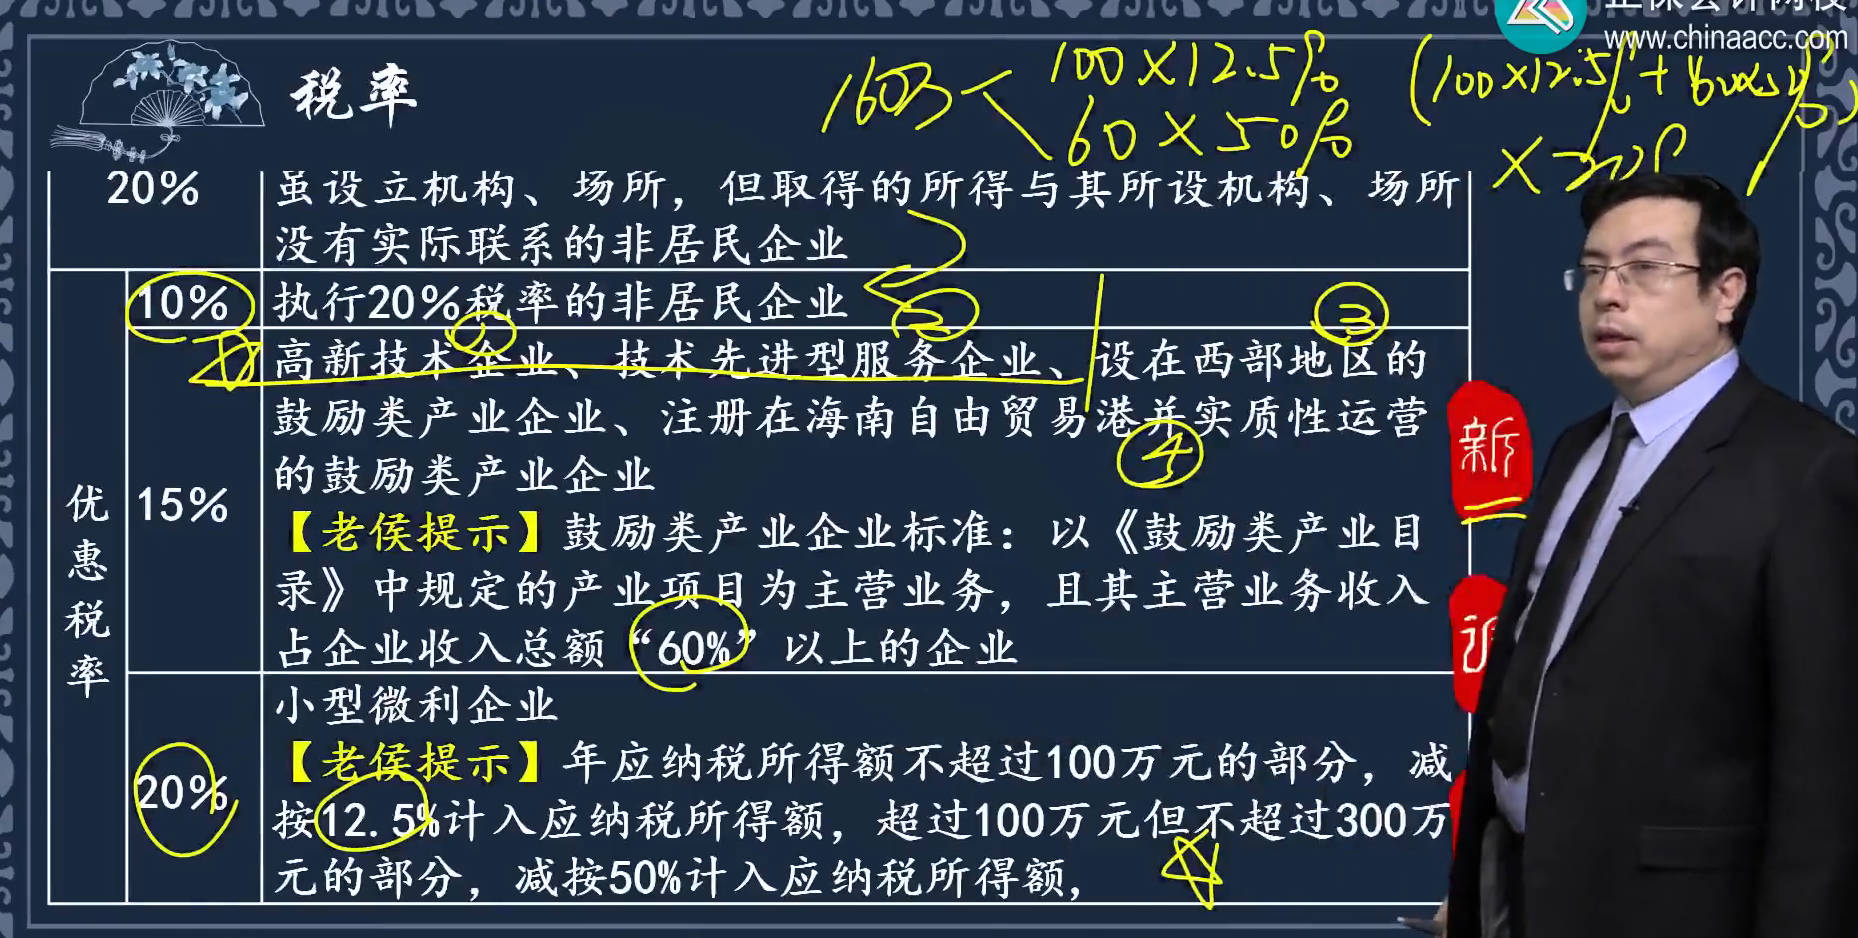 www.chinaacc.com
税率
160万
100×12.5%
60×50%
(100×12.5%+60×50%)
×20%
20%
虽设立机构、场所，但取得的所得与其所设机构、场所
没有实际联系的非居民企业
优惠税率
10%
执行20%税率的非居民企业
① ② ③
15%
高新技术企业、技术先进型服务企业、设在西部地区的
鼓励类产业企业、注册在海南自由贸易港并实质性运营
④
的鼓励类产业企业
【老侯提示】鼓励类产业企业标准：以《鼓励类产业目
录》中规定的产业项目为主营业务，且其主营业务收入
占企业收入总额“60%”以上的企业
新
20%
小型微利企业
【老侯提示】年应纳税所得额不超过100万元的部分，减
按12.5%计入应纳税所得额，超过100万元但不超过300万
元的部分，减按50%计入应纳税所得额，